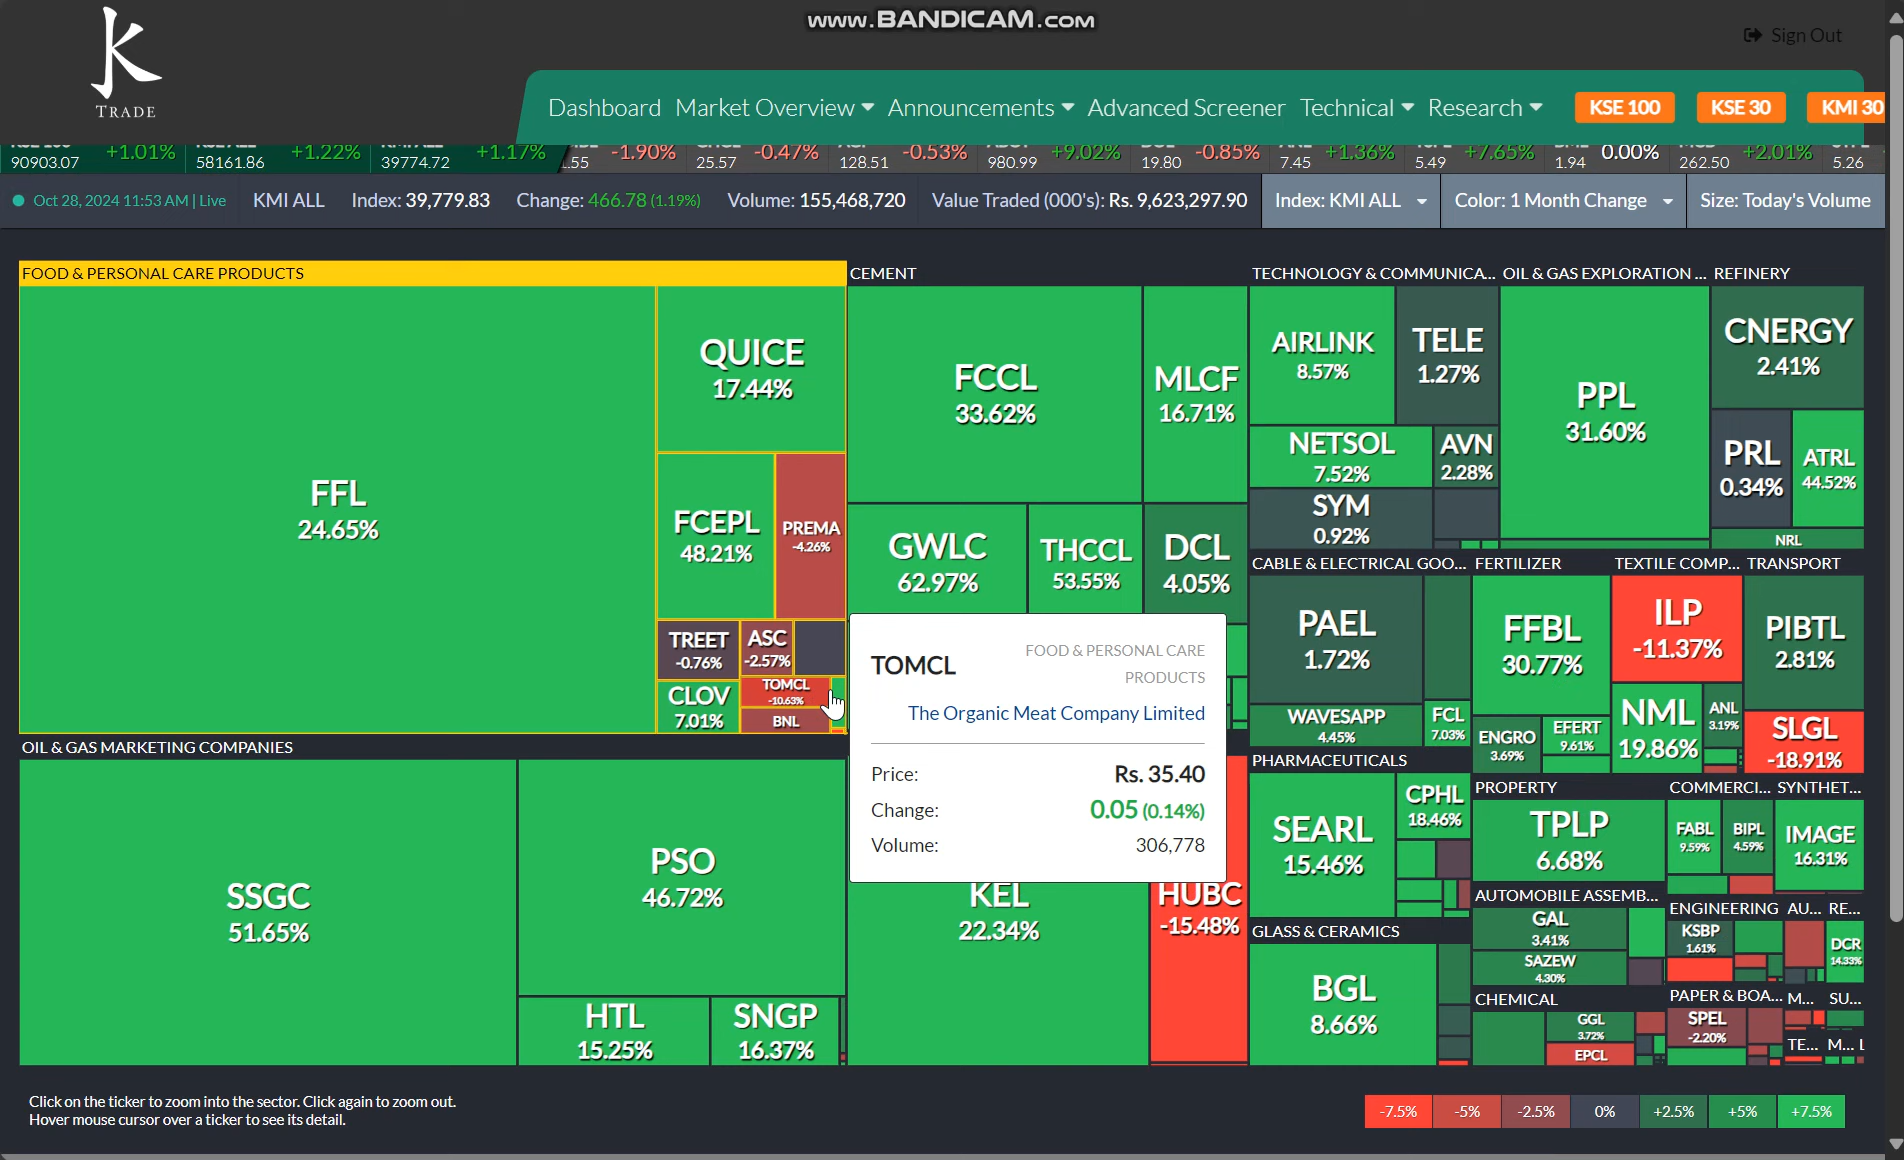 www.BANDICAM.com
Sign Out
TRADE
Dashboard Market Overview Announcements Advanced Screener Technical Research KSE 100 KSE 30 KMI 30
90903.07 +1.01% 58161.86 +1.22% 39774.72 +1.17% .55 -1.90% 25.57 -0.47% 128.51 -0.53% 980.99 +9.02% 19.80 -0.85% 7.45 +1.36% 5.49 +7.65% 1.94 0.00% 262.50 +2.01% 5.26
Oct 28, 2024 11:53 AM | Live KMI ALL Index: 39,779.83 Change: 466.78 (1.19%) Volume: 155,468,720 Value Traded (000's): Rs. 9,623,297.90 Index: KMI ALL Color: 1 Month Change Size: Today's Volume
FOOD & PERSONAL CARE PRODUCTS
FFL
24.65%
QUICE
17.44%
FCEPL
48.21%
PREMA
-4.26%
TREET
-0.76%
ASC
-2.57%
CLOV
7.01%
TOMCL
-10.63%
BNL
CEMENT
FCCL
33.62%
MLCF
16.71%
GWLC
62.97%
THCCL
53.55%
DCL
4.05%
TOMCL
FOOD & PERSONAL CARE
PRODUCTS
The Organic Meat Company Limited
Price: Rs. 35.40
Change: 0.05 (0.14%)
Volume: 306,778
OIL & GAS MARKETING COMPANIES
SSGC
51.65%
PSO
46.72%
HTL
15.25%
SNGP
16.37%
KEL
22.34%
HUBC
-15.48%
TECHNOLOGY & COMMUNICA...
AIRLINK
8.57%
TELE
1.27%
NETSOL
7.52%
AVN
2.28%
SYM
0.92%
OIL & GAS EXPLORATION ...
PPL
31.60%
REFINERY
CNERGY
2.41%
PRL
0.34%
ATRL
44.52%
NRL
CABLE & ELECTRICAL GOO...
PAEL
1.72%
WAVESAPP
4.45%
FCL
7.03%
FERTILIZER
FFBL
30.77%
ENGRO
3.69%
EFERT
9.61%
TEXTILE COMP...
ILP
-11.37%
NML
19.86%
ANL
3.19%
TRANSPORT
PIBTL
2.81%
SLGL
-18.91%
PHARMACEUTICALS
SEARL
15.46%
CPHL
18.46%
PROPERTY
TPLP
6.68%
COMMERCI...
FABL
9.59%
BIPL
4.59%
SYNTHET...
IMAGE
16.31%
GLASS & CERAMICS
BGL
8.66%
AUTOMOBILE ASSEMB...
GAL
3.41%
SAZEW
4.30%
ENGINEERING
KSBP
1.61%
AU...
RE...
DCR
14.33%
CHEMICAL
GGL
3.72%
EPCL
PAPER & BOA...
SPEL
-2.20%
M...
SU...
TE...
M...
L
Click on the ticker to zoom into the sector. Click again to zoom out.
Hover mouse cursor over a ticker to see its detail.
-7.5% -5% -2.5% 0% +2.5% +5% +7.5%